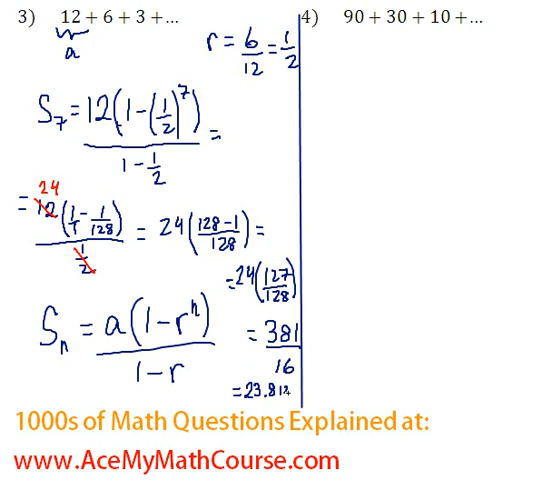 3) 12 + 6 + 3 + ... r = 6/12 = 1/2
a
S₇ = 12(1 - (1/2)⁷) / 1 - 1/2 =
= 24 12 (1/1 - 1/128) / 1/2 = 24 (128 - 1 / 128) =
= 24 (127/128)
Sₙ = a(1 - rⁿ) / 1 - r
= 381/16
= 23.812
4) 90 + 30 + 10 + ...
1000s of Math Questions Explained at:
www.AceMyMathCourse.com